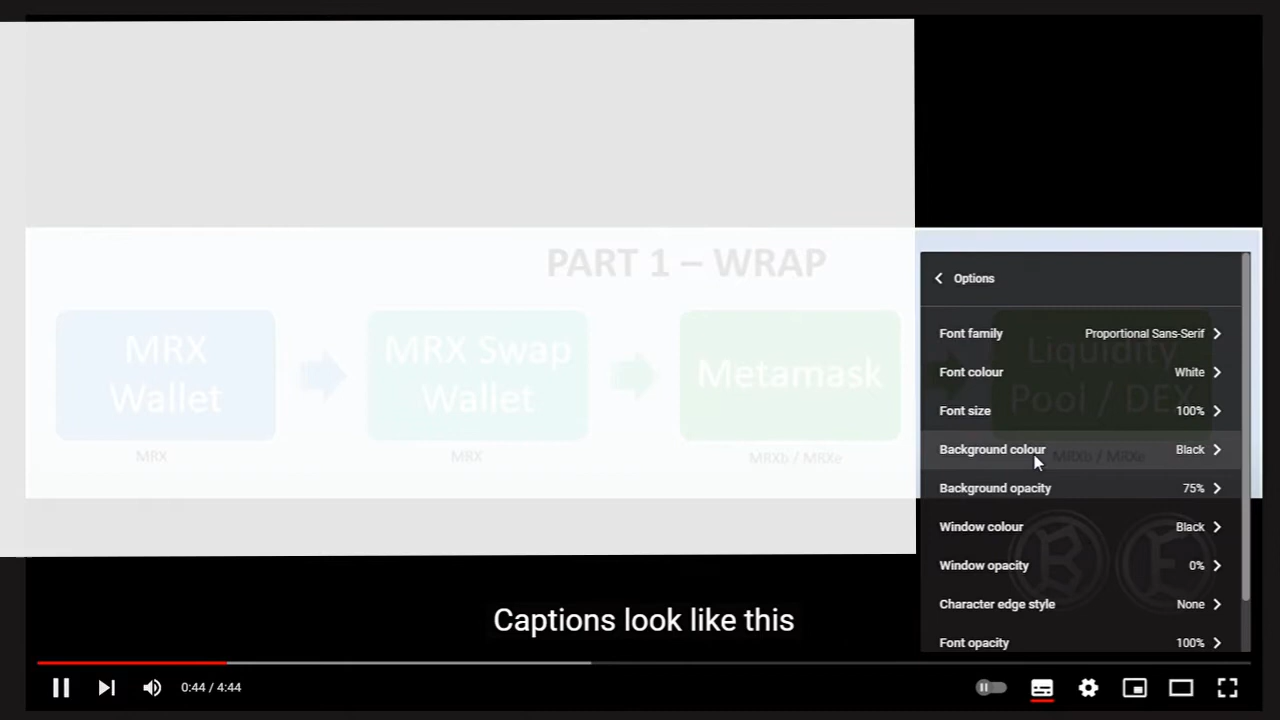 PART 1 – WRAP
MRX
Wallet
MRX Swap
Wallet
Metamask
Liquidity
Pool / DEX
MRX
MRX
MRXb / MRXe
MRXb / MRXe
Options
Font family Proportional Sans-Serif
Font colour White
Font size 100%
Background colour Black
Background opacity 75%
Window colour Black
Window opacity 0%
Character edge style None
Font opacity 100%
B E
Captions look like this
0:44 / 4:44